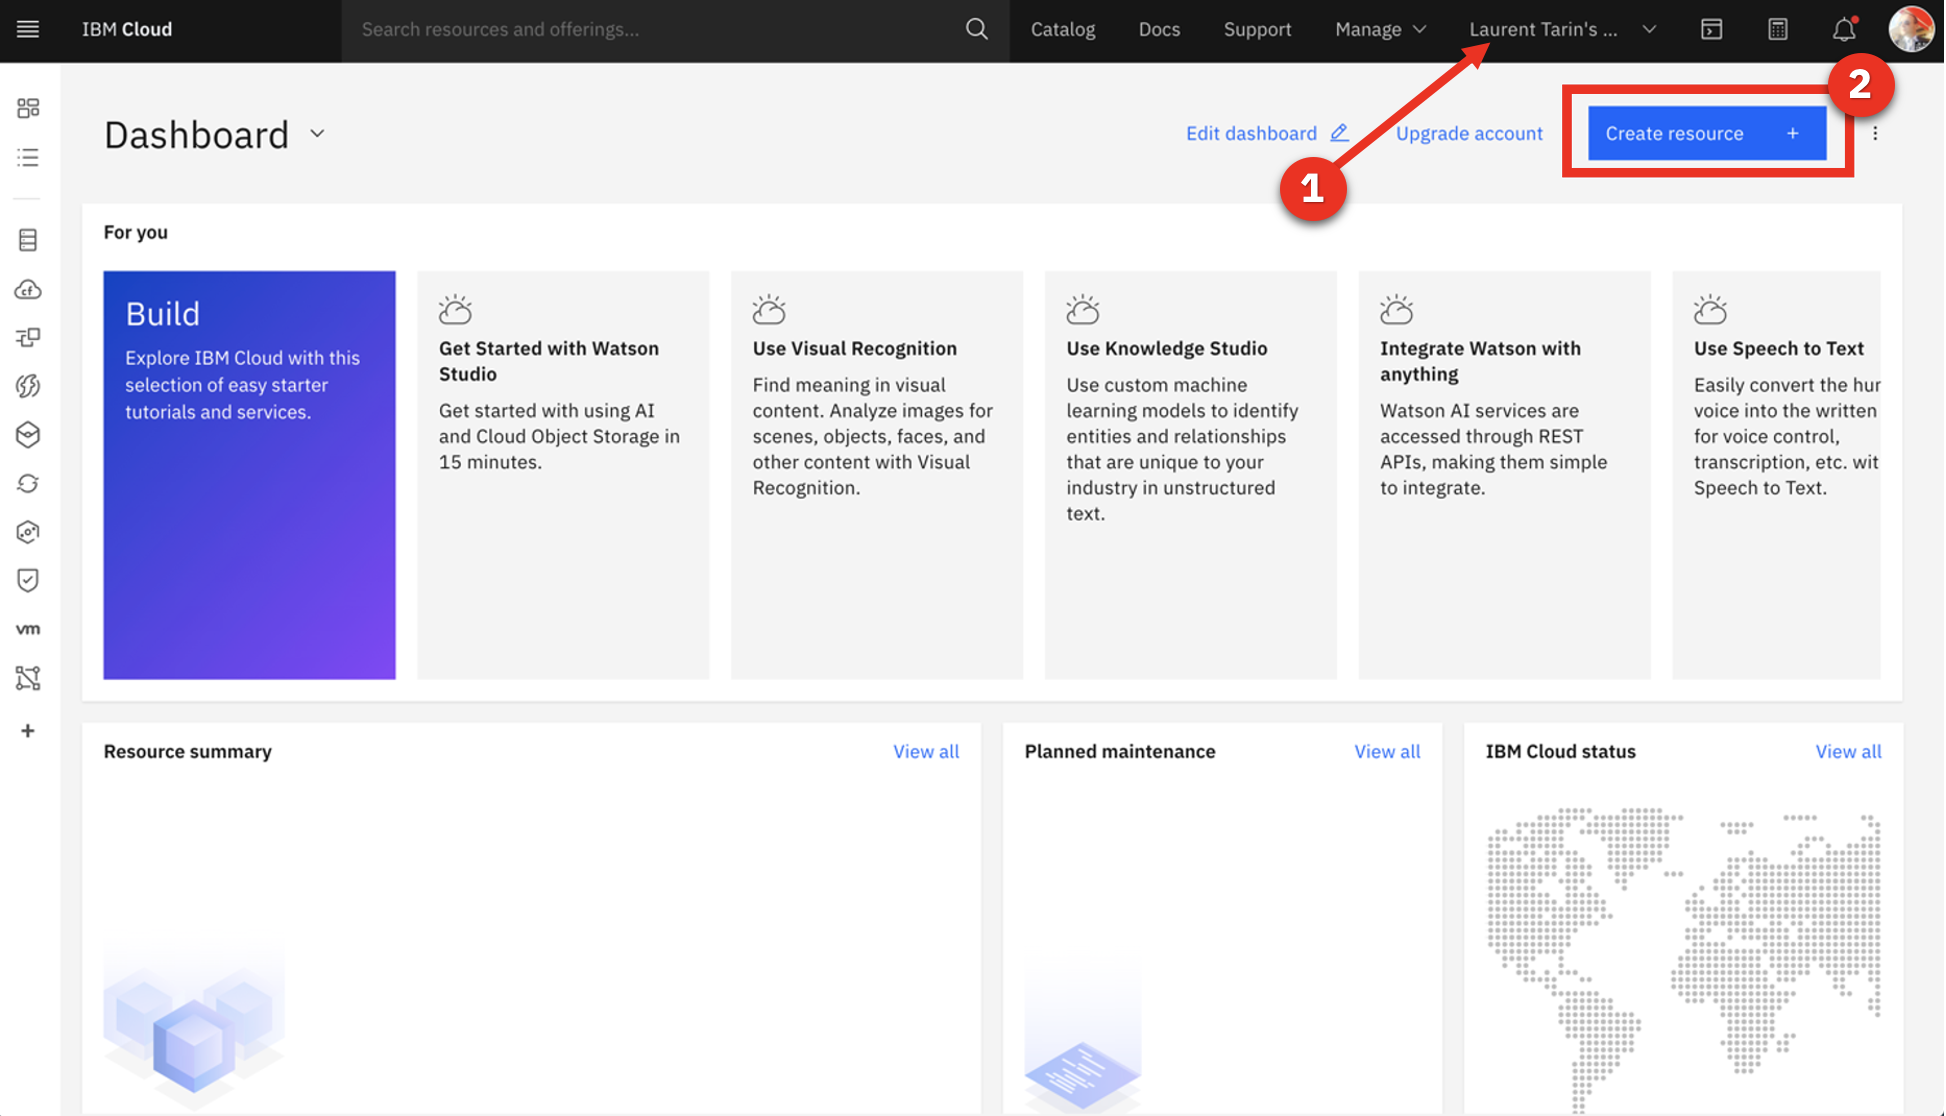 IBM Cloud
Search resources and offerings...
Catalog
Docs
Support
Manage
Laurent Tarin's ...
2
Dashboard
Edit dashboard
Upgrade account
Create resource +
1
For you
Build
Explore IBM Cloud with this
selection of easy starter
tutorials and services.
Get Started with Watson
Studio
Get started with using AI
and Cloud Object Storage in
15 minutes.
Use Visual Recognition
Find meaning in visual
content. Analyze images for
scenes, objects, faces, and
other content with Visual
Recognition.
Use Knowledge Studio
Use custom machine
learning models to identify
entities and relationships
that are unique to your
industry in unstructured
text.
Integrate Watson with
anything
Watson AI services are
accessed through REST
APIs, making them simple
to integrate.
Use Speech to Text
Easily convert the hur
voice into the written
for voice control,
transcription, etc. wit
Speech to Text.
cf
vm
+
Resource summary
View all
Planned maintenance
View all
IBM Cloud status
View all